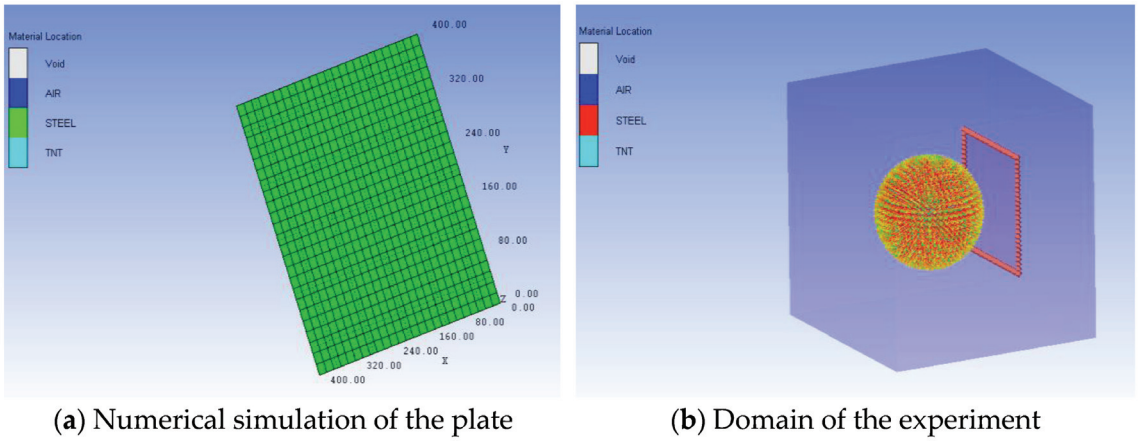 Material Location
Void
AIR
STEEL
TNT
400.00
320.00
240.00
Y
160.00
80.00
Z 0.00
0.00
80.00
160.00
240.00
X
320.00
400.00
(a) Numerical simulation of the plate
Material Location
Void
AIR
STEEL
TNT
(b) Domain of the experiment